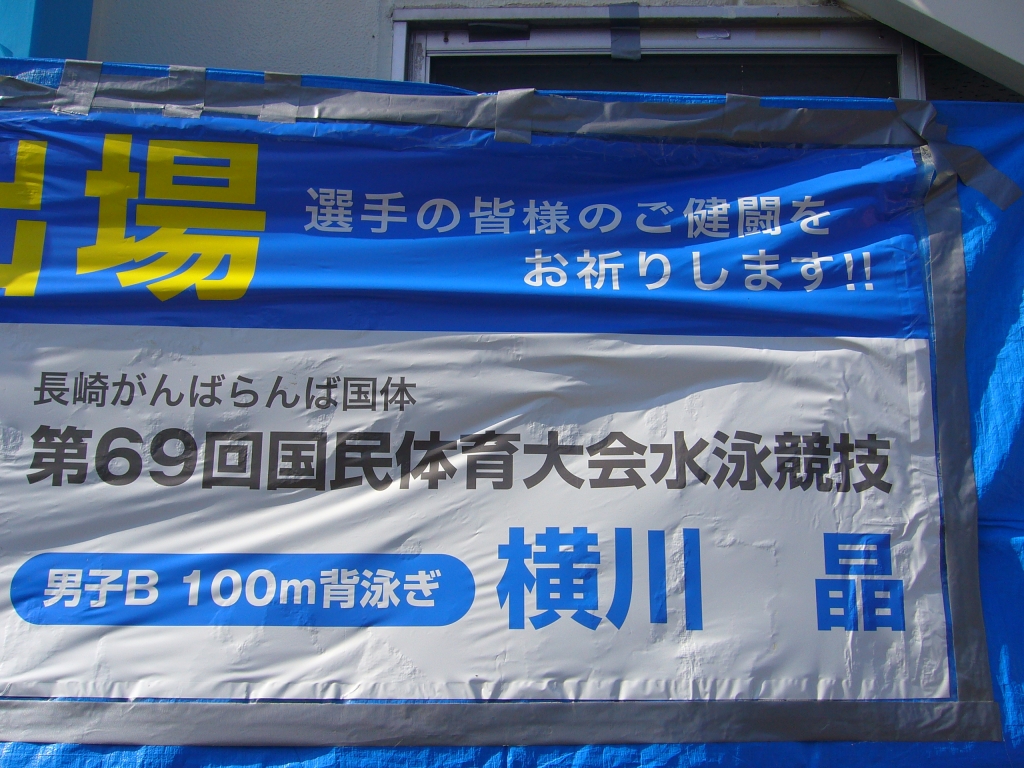 出場
選手の皆様のご健闘を
お祈りします!!
長崎がんばらんば国体
第69回国民体育大会水泳競技
男子B 100m背泳ぎ
横川 晶